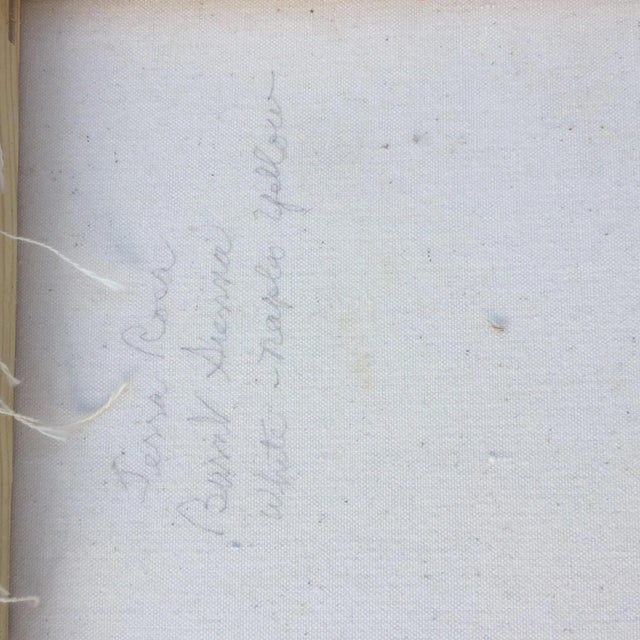 Terra Rosa
Burnt Sienna
White - naples yellow